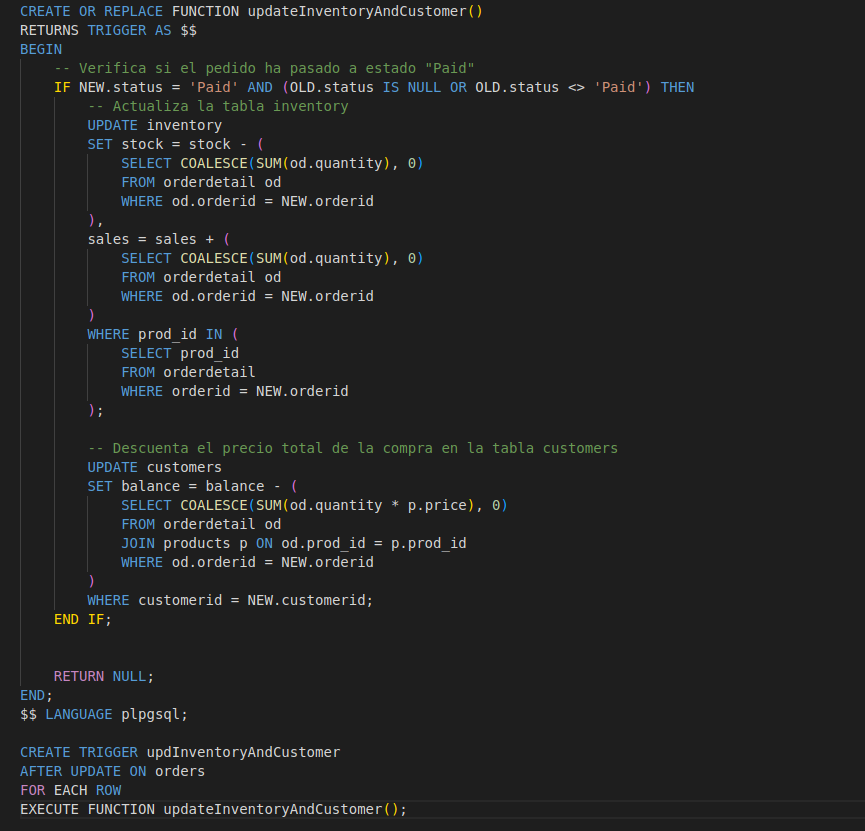 CREATE OR REPLACE FUNCTION updateInventoryAndCustomer()
RETURNS TRIGGER AS $$
BEGIN
    -- Verifica si el pedido ha pasado a estado "Paid"
    IF NEW.status = 'Paid' AND (OLD.status IS NULL OR OLD.status <> 'Paid') THEN
        -- Actualiza la tabla inventory
        UPDATE inventory
        SET stock = stock - (
            SELECT COALESCE(SUM(od.quantity), 0)
            FROM orderdetail od
            WHERE od.orderid = NEW.orderid
        ),
        sales = sales + (
            SELECT COALESCE(SUM(od.quantity), 0)
            FROM orderdetail od
            WHERE od.orderid = NEW.orderid
        )
        WHERE prod_id IN (
            SELECT prod_id
            FROM orderdetail
            WHERE orderid = NEW.orderid
        );

        -- Descuenta el precio total de la compra en la tabla customers
        UPDATE customers
        SET balance = balance - (
            SELECT COALESCE(SUM(od.quantity * p.price), 0)
            FROM orderdetail od
            JOIN products p ON od.prod_id = p.prod_id
            WHERE od.orderid = NEW.orderid
        )
        WHERE customerid = NEW.customerid;
    END IF;


    RETURN NULL;
END;
$$ LANGUAGE plpgsql;

CREATE TRIGGER updInventoryAndCustomer
AFTER UPDATE ON orders
FOR EACH ROW
EXECUTE FUNCTION updateInventoryAndCustomer();